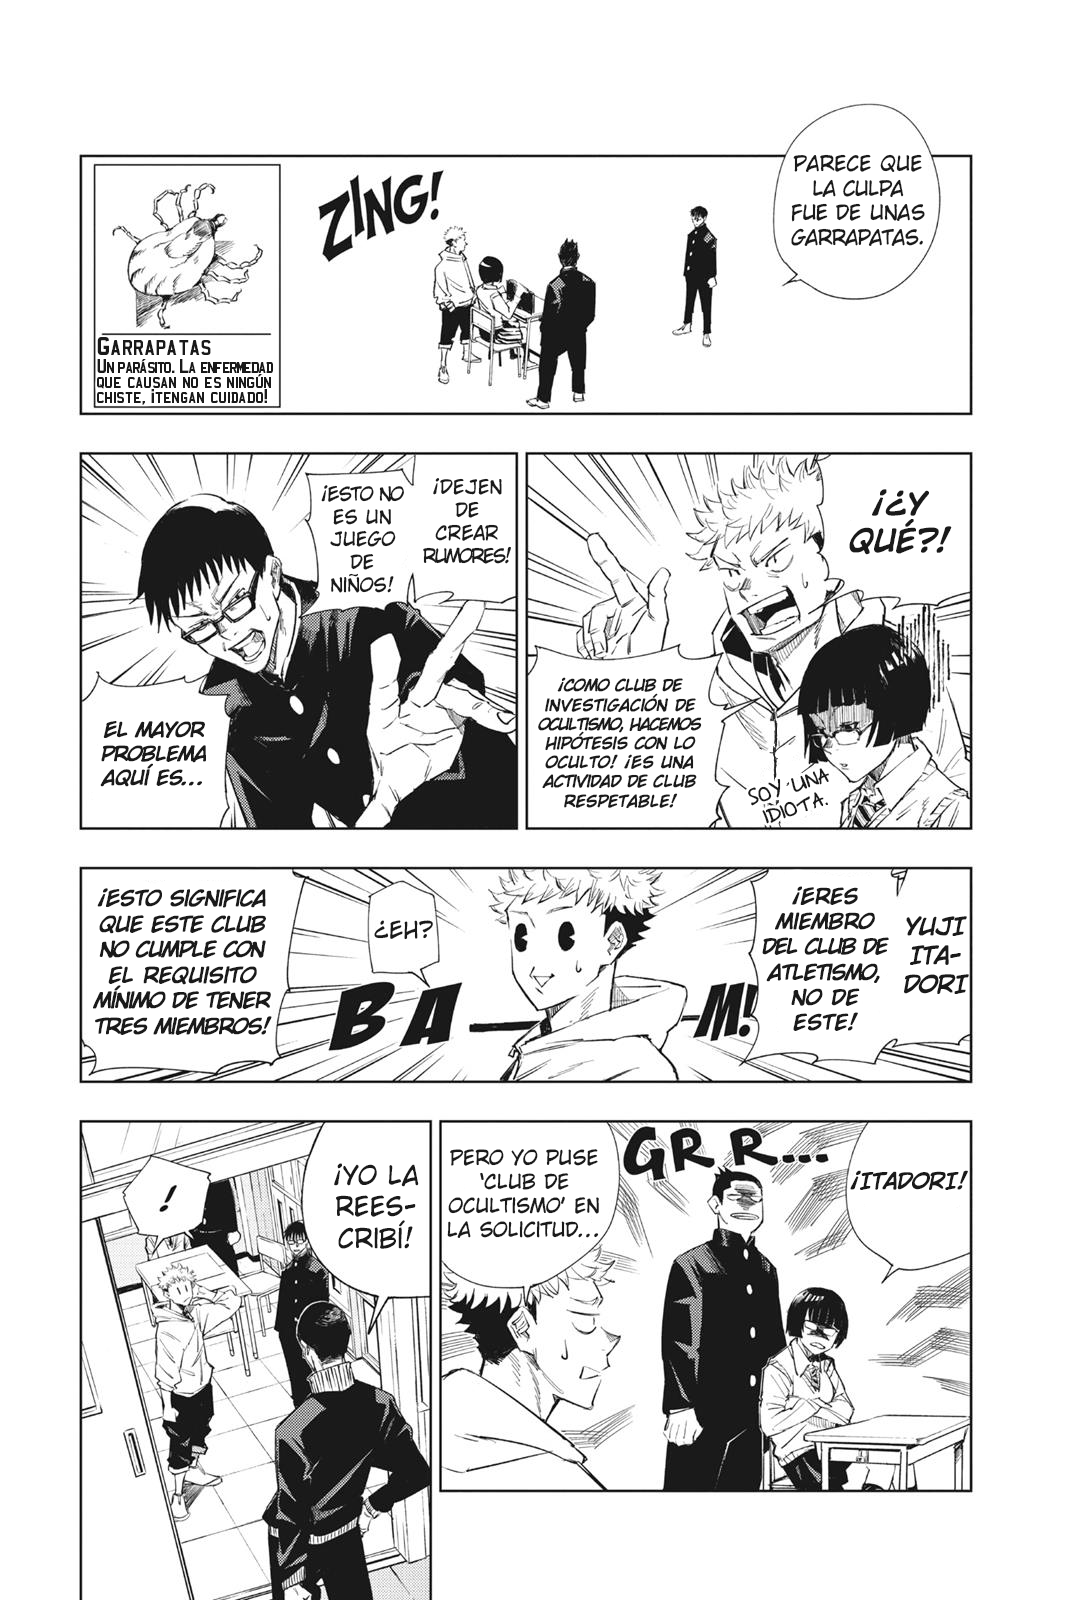 PARECE QUE
LA CULPA
FUE DE UNAS
GARRAPATAS.
ZING!
GARRAPATAS
UN PARÁSITO. LA ENFERMEDAD
QUE CAUSAN NO ES NINGÚN
CHISTE, ¡TENGAN CUIDADO!
¡¿Y
QUÉ?!
¡COMO CLUB DE
INVESTIGACIÓN DE
OCULTISMO, HACEMOS
HIPÓTESIS CON LO
OCULTO! ¡ES UNA
ACTIVIDAD DE CLUB
RESPETABLE!
SOY UNA
IDIOTA.
¡DEJEN
DE
CREAR
RUMORES!
¡ESTO NO
ES UN
JUEGO
DE
NIÑOS!
EL MAYOR
PROBLEMA
AQUÍ ES...
YUJI
ITA-
DORI
¡ERES
MIEMBRO
DEL CLUB DE
ATLETISMO,
NO DE
ESTE!
BA—M!
¿EH?
¡ESTO SIGNIFICA
QUE ESTE CLUB
NO CUMPLE CON
EL REQUISITO
MÍNIMO DE TENER
TRES MIEMBROS!
¡ITADORI!
GRR...
PERO YO PUSE
'CLUB DE
OCULTISMO' EN
LA SOLICITUD...
¡YO LA
REES-
CRIBÍ!
!